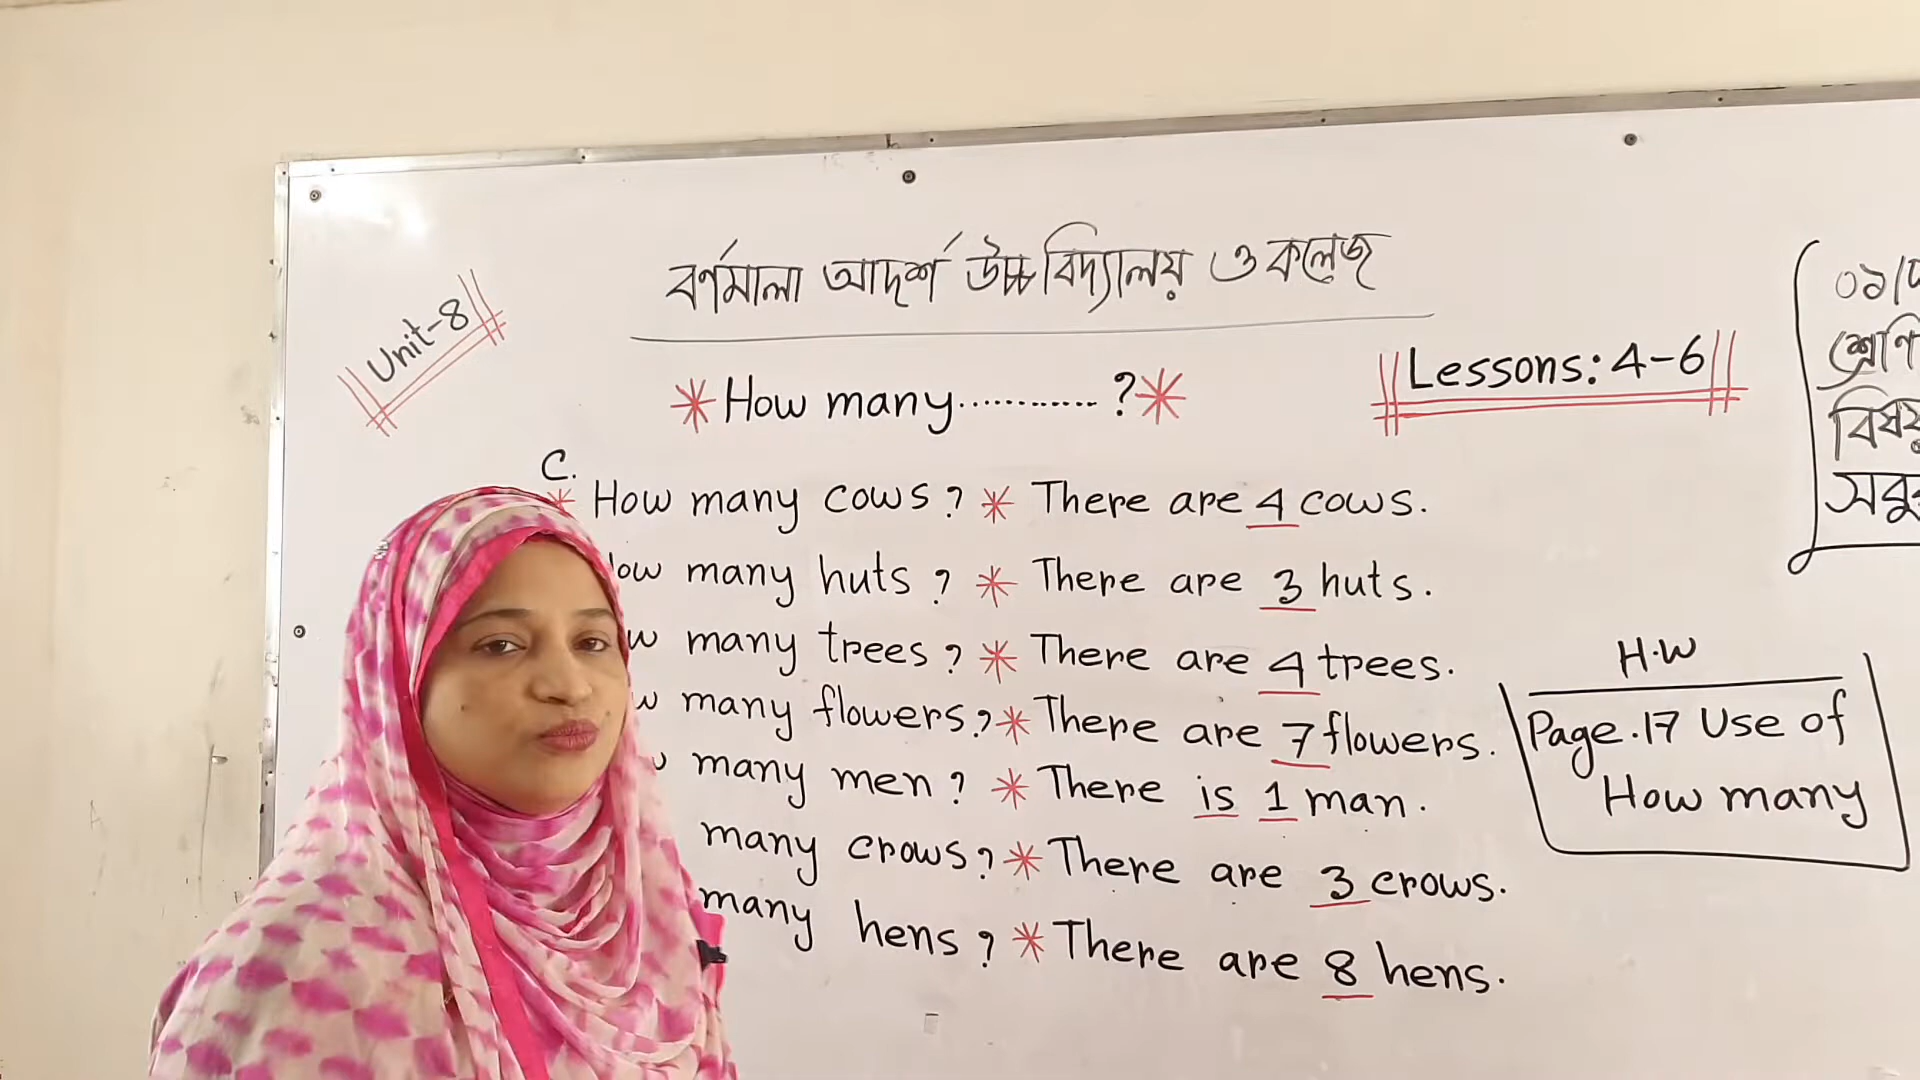 বর্ণমালা আদর্শ উচ্চ বিদ্যালয় ও কলেজ
Unit-8
* How many............ ? *
Lessons: 4-6
C.
* How many cows? * There are 4 cows.
How many huts? * There are 3 huts.
many trees? * There are 4 trees.
many flowers? * There are 7 flowers.
many men? * There is 1 man.
many crows? * There are 3 crows.
many hens? * There are 8 hens.
শ্রেণি
বিষয়
H.W
Page.17 Use of
How many